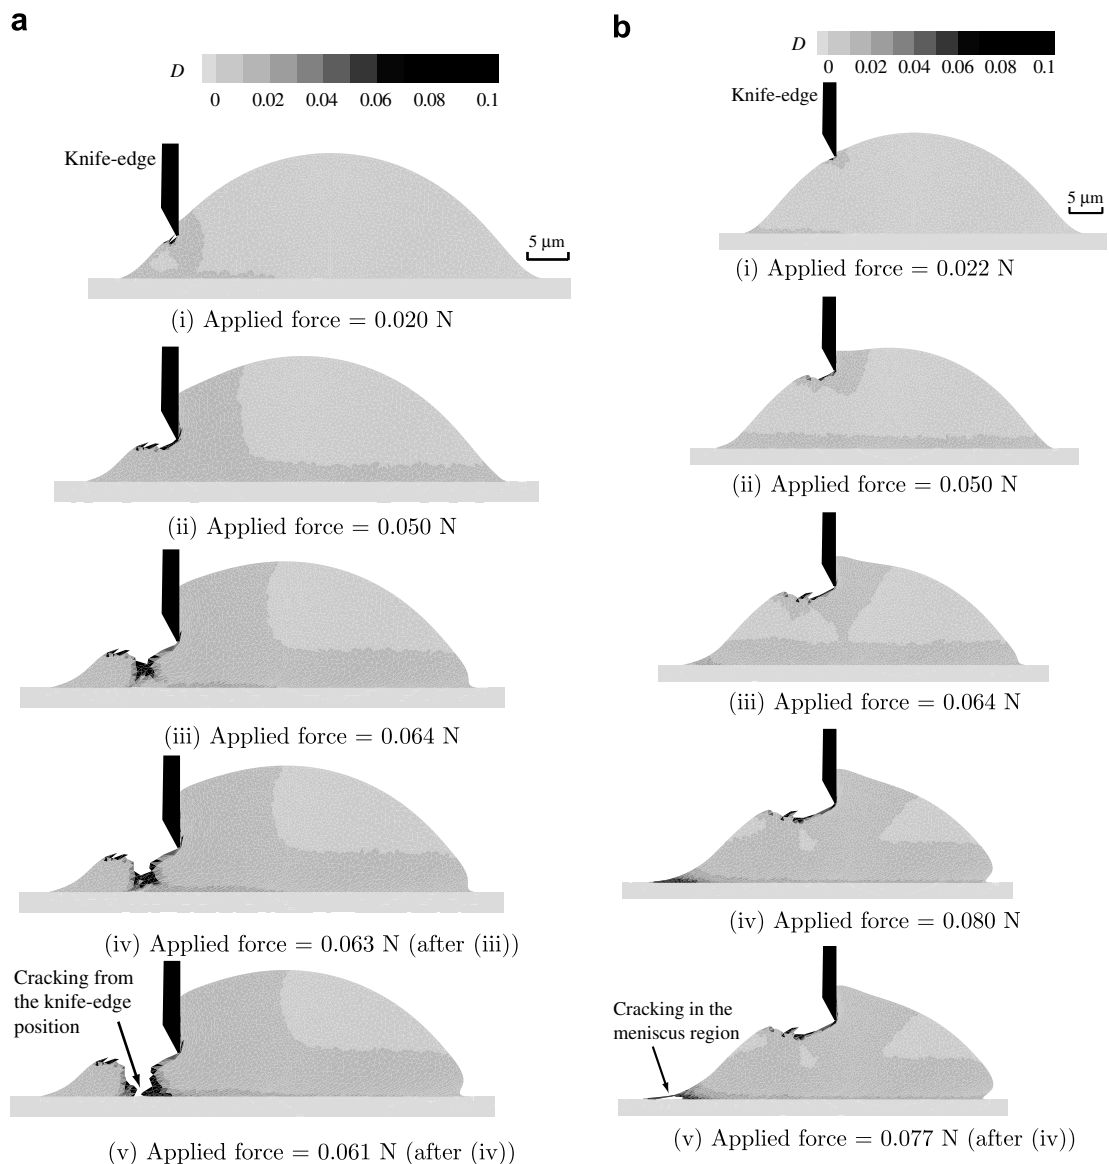 a
D
0 0.02 0.04 0.06 0.08 0.1
Knife-edge
5 μm
(i) Applied force = 0.020 N
(ii) Applied force = 0.050 N
(iii) Applied force = 0.064 N
(iv) Applied force = 0.063 N (after (iii))
Cracking from
the knife-edge
position
(v) Applied force = 0.061 N (after (iv))
b
D
0 0.02 0.04 0.06 0.08 0.1
Knife-edge
5 μm
(i) Applied force = 0.022 N
(ii) Applied force = 0.050 N
(iii) Applied force = 0.064 N
(iv) Applied force = 0.080 N
Cracking in the
meniscus region
(v) Applied force = 0.077 N (after (iv))